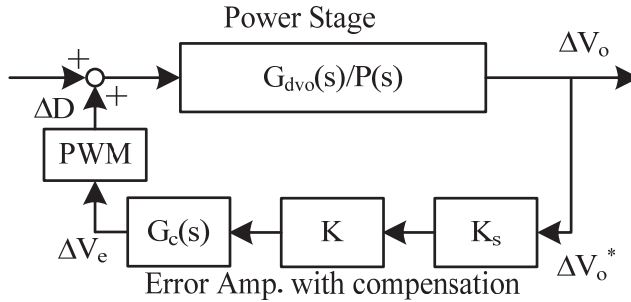 Power Stage
ΔVo
+
Gdvo(s)/P(s)
+
ΔD
PWM
Gc(s)
K
Ks
ΔVe
ΔVo*
Error Amp. with compensation